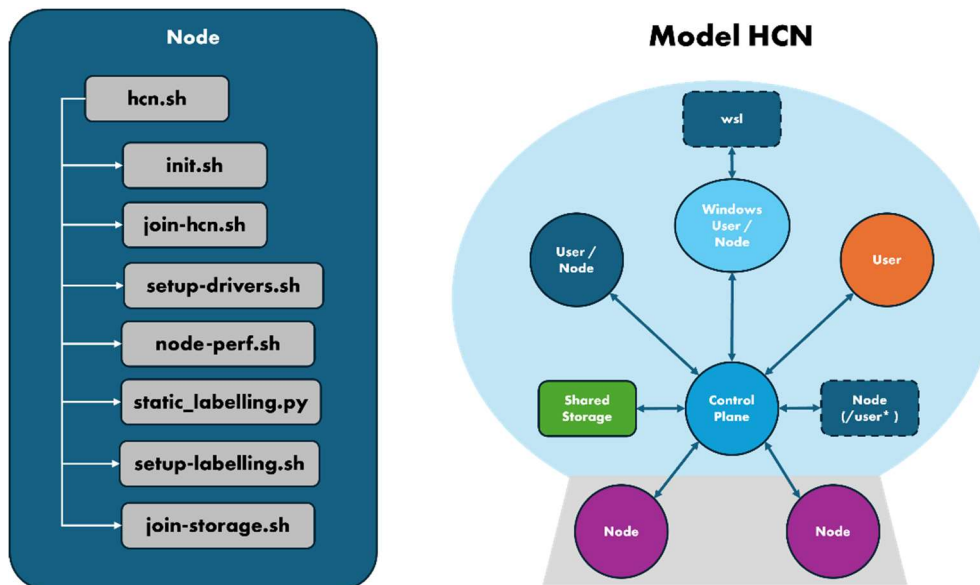 Node
hcn.sh
init.sh
join-hcn.sh
setup-drivers.sh
node-perf.sh
static_labelling.py
setup-labelling.sh
join-storage.sh
Model HCN
wsl
Windows
User /
Node
User /
Node
User
Shared
Storage
Control
Plane
Node
(/user* )
Node
Node